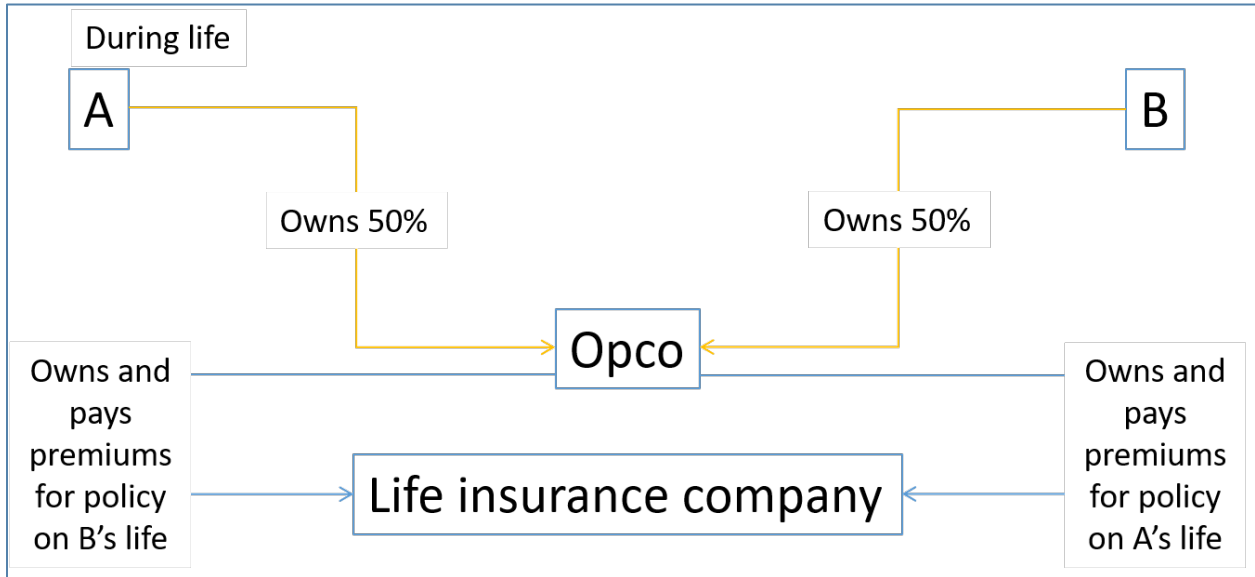 During life
A
B
Owns 50%
Owns 50%
Opco
Owns and
pays
premiums
for policy
on B’s life
Life insurance company
Owns and
pays
premiums
for policy
on A’s life